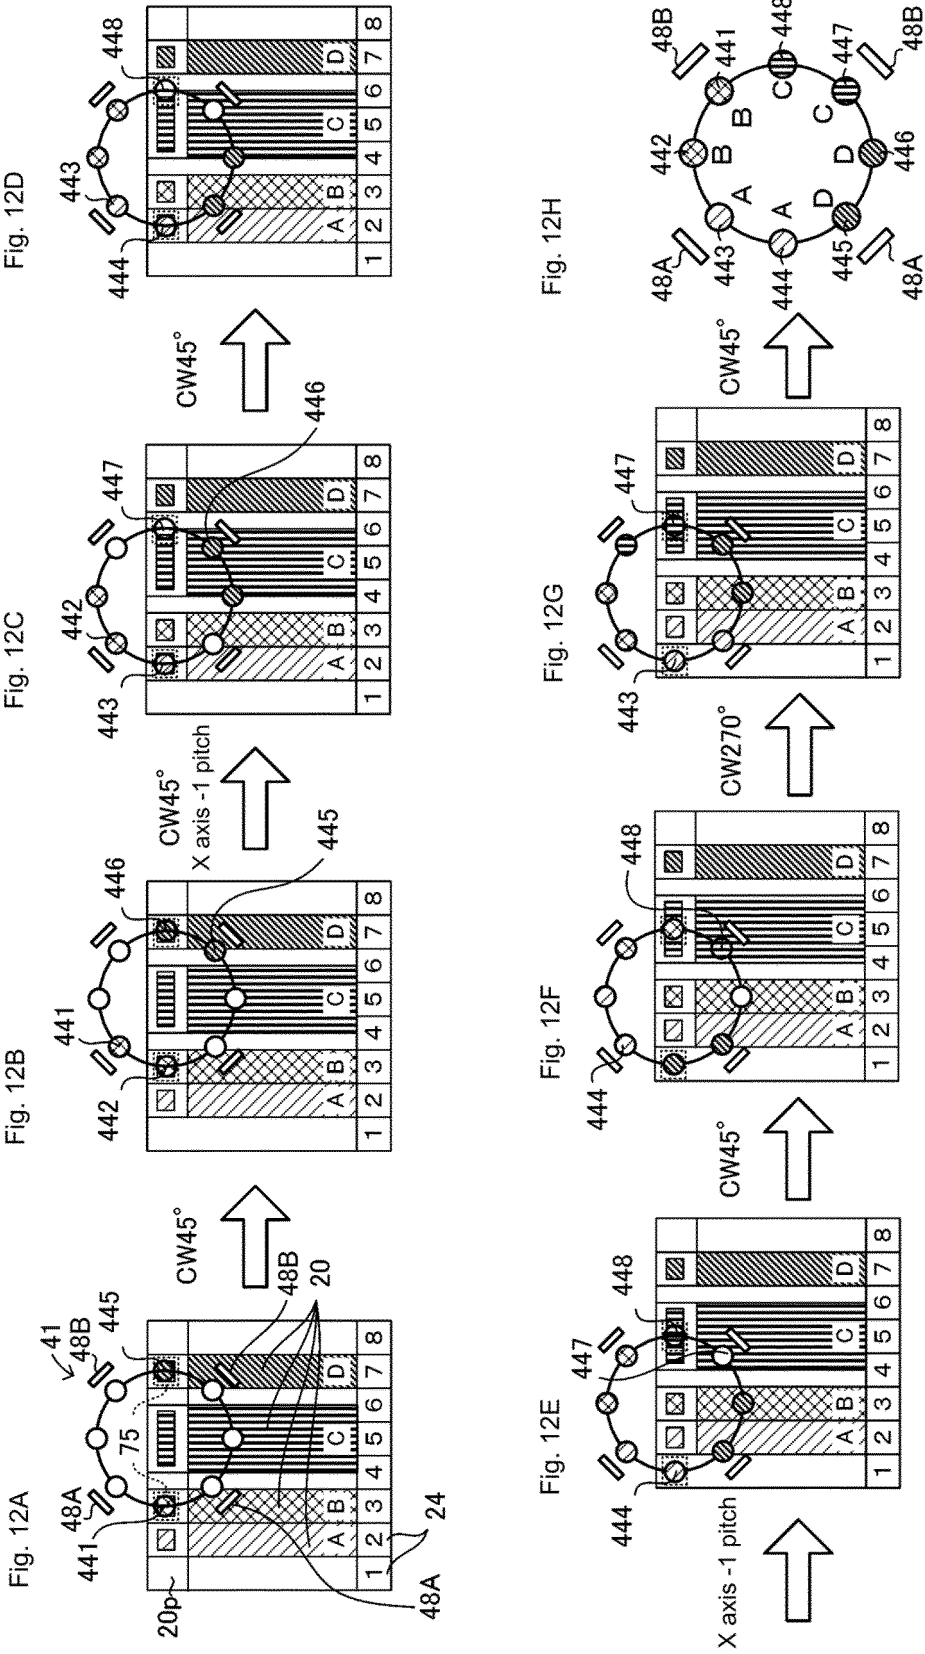 Fig. 12A
41
48A
48B
441
75
445
20p
A B C D
1 2 3 4 5 6 7 8
48A
24
48B
20
CW45°
Fig. 12B
441
442
446
445
A B C D
1 2 3 4 5 6 7 8
CW45°
X axis -1 pitch
Fig. 12C
442
443
447
446
A B C D
1 2 3 4 5 6 7 8
CW45°
Fig. 12D
443
444
448
A B C D
1 2 3 4 5 6 7 8
X axis -1 pitch
Fig. 12E
444
447
448
A B C D
1 2 3 4 5 6 7 8
CW45°
Fig. 12F
444
448
A B C D
1 2 3 4 5 6 7 8
CW270°
Fig. 12G
443
447
A B C D
1 2 3 4 5 6 7 8
CW45°
Fig. 12H
48A
48B
442
441
443
B
B
448
A
C
444
A
C
447
445
D
D
446
48A
48B